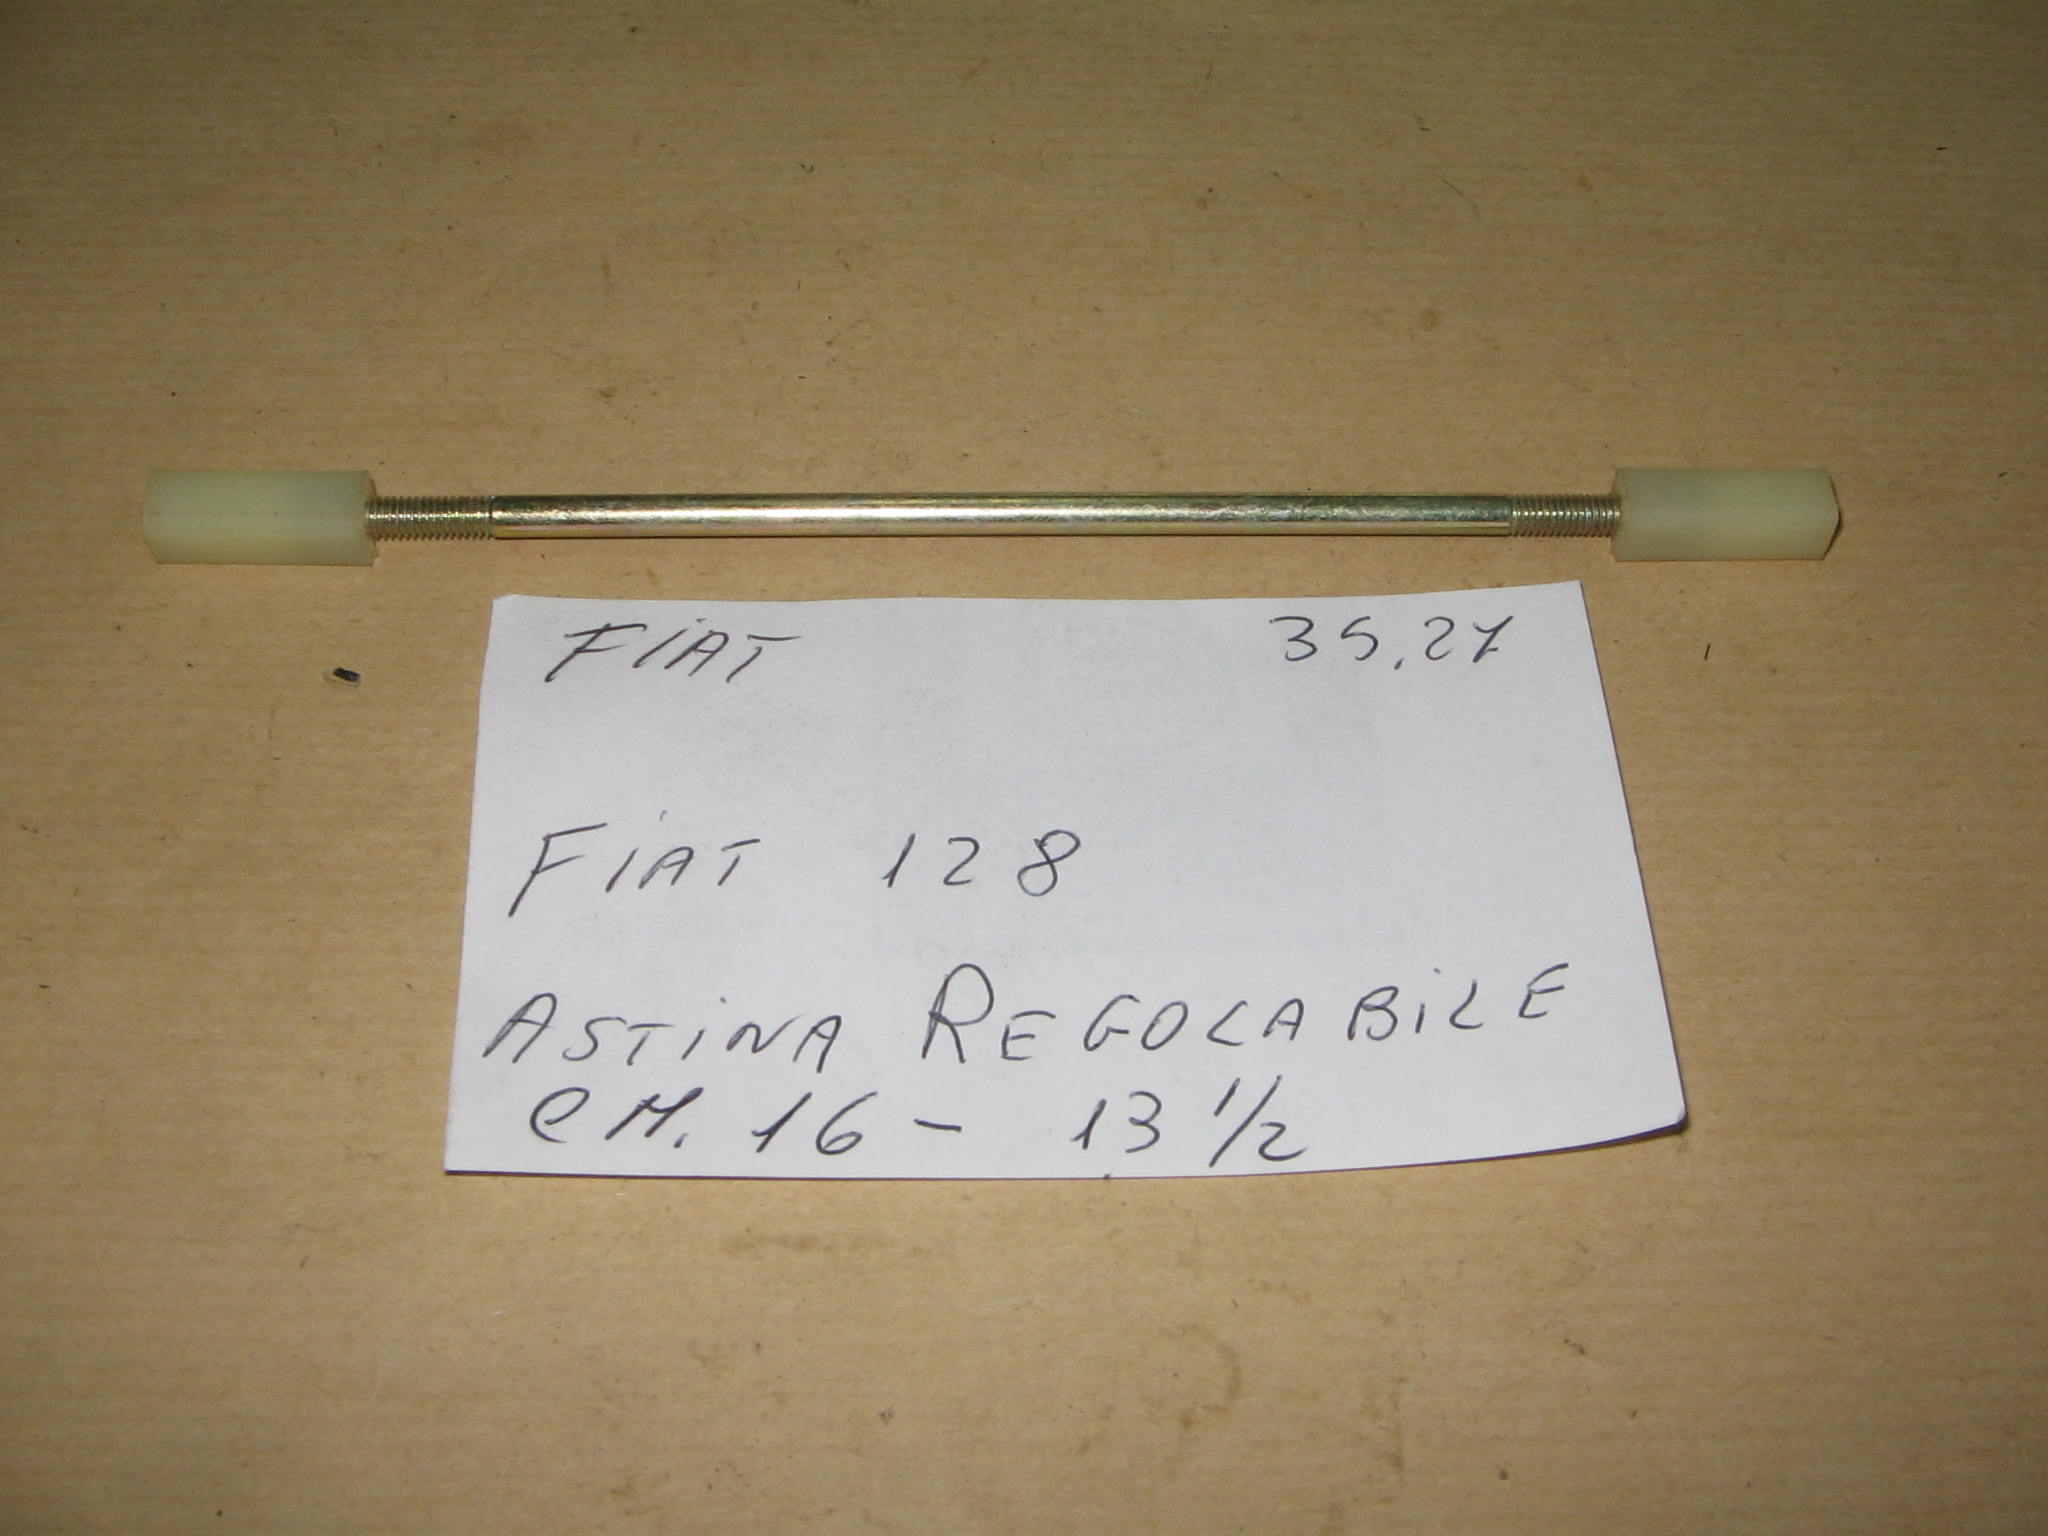 FIAT 35.27
FIAT 128
ASTINA REGOLABILE
CM. 16 - 13 1/2